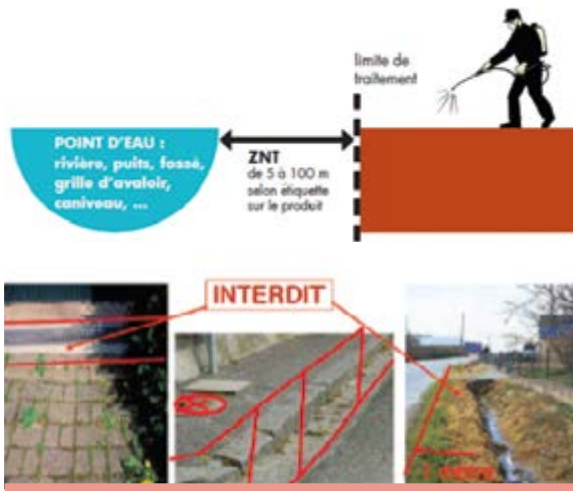 limite de
traitement
POINT D'EAU :
rivière, puits, fossé,
grille d'avaloir,
caniveau, ...
ZNT
de 5 à 100 m
selon étiquette
sur le produit
INTERDIT